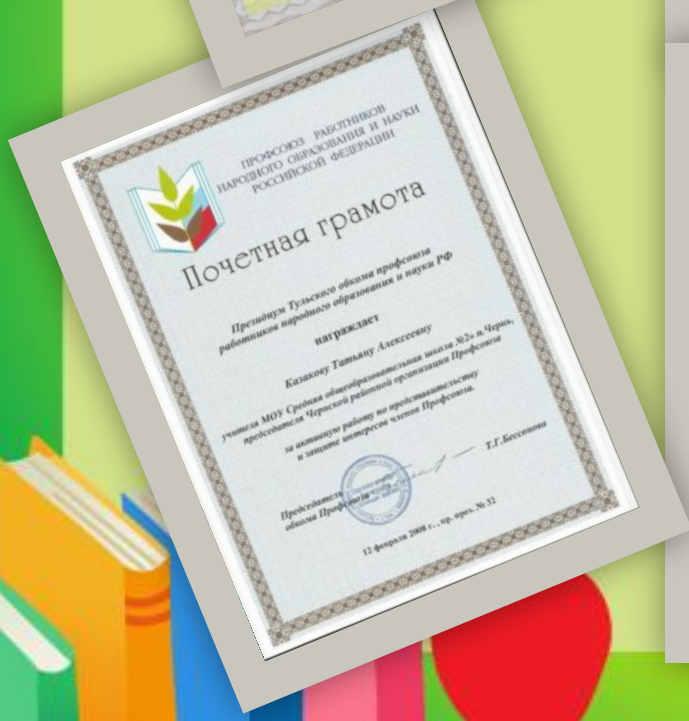 ПРОФСОЮЗ РАБОТНИКОВ
НАРОДНОГО ОБРАЗОВАНИЯ И НАУКИ
РОССИЙСКОЙ ФЕДЕРАЦИИ
Почетная грамота
Президиум Тульского обкома профсоюза
работников народного образования и науки РФ
награждает
Казакову Татьяну Алексеевну
учителя МОУ Средняя общеобразовательная школа №2» п.Чернь,
председателя Чернской районной организации Профсоюза
за активную работу по представительству
и защите интересов членов Профсоюза.
Председатель
обкома Профсоюза
Т.Г.Бессонова
12 февраля 2008 г., пр. през. № 32